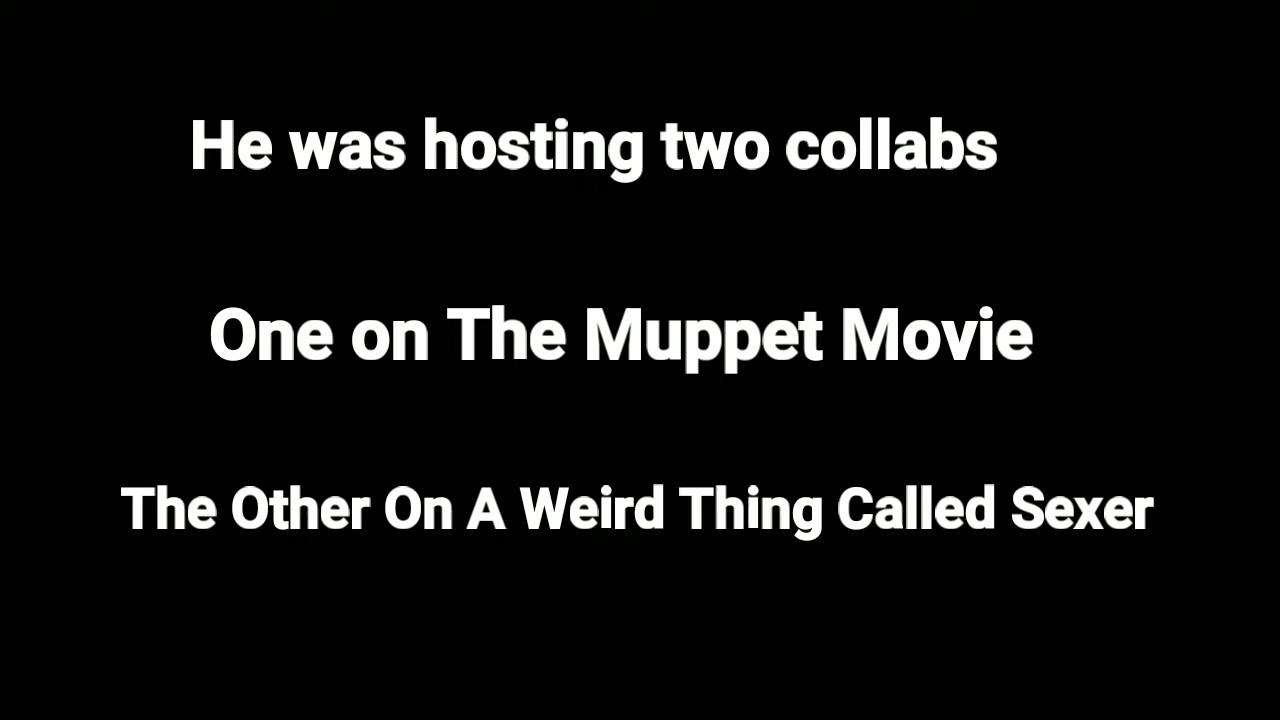 He was hosting two collabs
One on The Muppet Movie
The Other On A Weird Thing Called Sexer